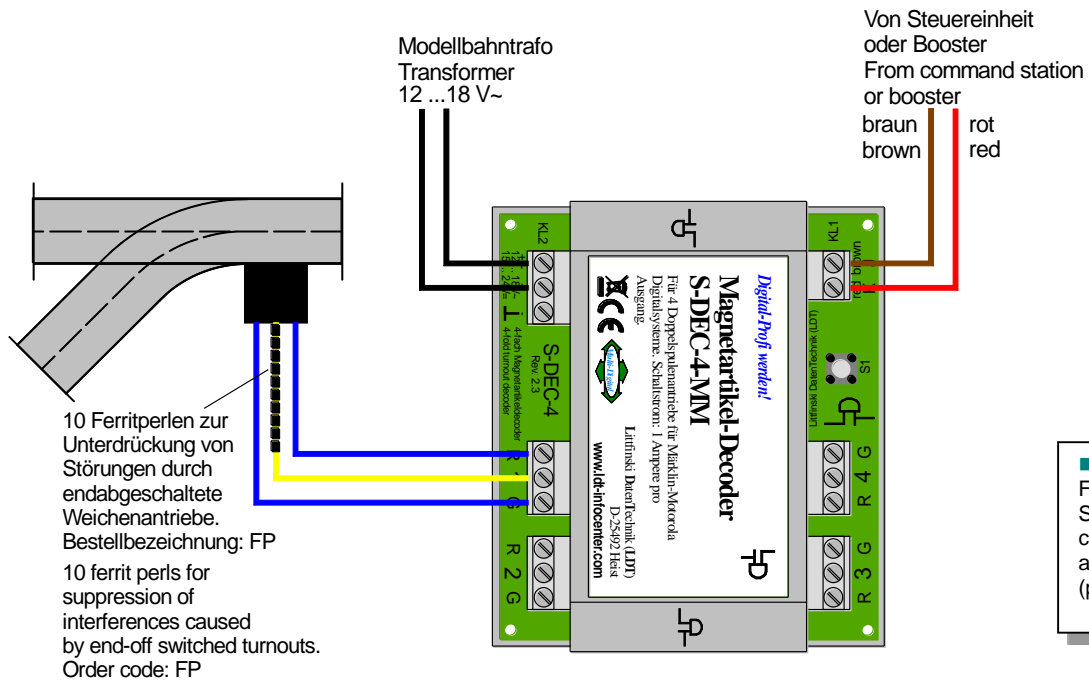 Modellbahntrafo
Transformer
12 ...18 V~
Von Steuereinheit
oder Booster
From command station
or booster
braun
brown
rot
red
10 Ferritperlen zur
Unterdrückung von
Störungen durch
endabgeschaltete
Weichenantriebe.
Bestellbezeichnung: FP
10 ferrit perls for
suppression of
interferences caused
by end-off switched turnouts.
Order code: FP
KL2
S-DEC-4
Rev. 2.3
4-fach Magnetartikeldecoder
4-fold turnout decoder
R
G
R 2 G
Digital-Profi werden!
Magnetartikel-Decoder
S-DEC-4-MM
Für 4 Doppelspulenantriebe für Märklin-Motorola
Digitalsysteme. Schaltstrom: 1 Ampere pro
Ausgang.
CE
Multi-Digital
Littfinski DatenTechnik (LDT)
D-25492 Heist
www.ldt-infocenter.com
KL1
S1
Littfinski DatenTechnik (LDT)
R 4 G
R 3 G
F
S
c
a
(p